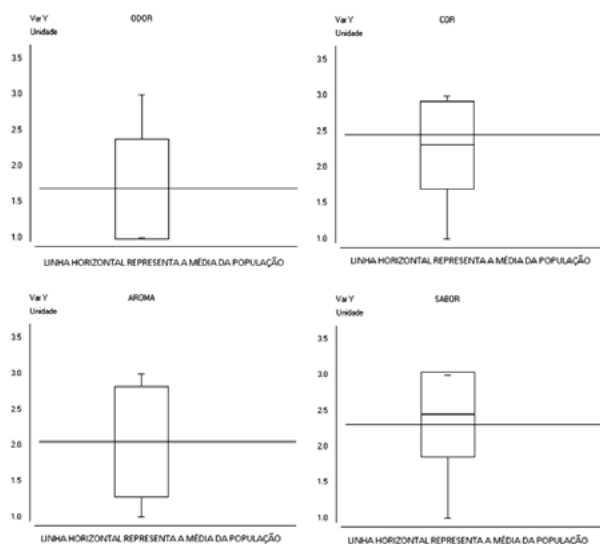 Var Y ODOR
Unidade
3.5
3.0
2.5
2.0
1.5
1.0
LINHA HORIZONTAL REPRESENTA A MÉDIA DA POPULAÇÃO
Var Y COR
Unidade
3.5
3.0
2.5
2.0
1.5
1.0
LINHA HORIZONTAL REPRESENTA A MÉDIA DA POPULAÇÃO
Var Y AROMA
Unidade
3.5
3.0
2.5
2.0
1.5
1.0
LINHA HORIZONTAL REPRESENTA A MÉDIA DA POPULAÇÃO
Var Y SABOR
Unidade
3.5
3.0
2.5
2.0
1.5
1.0
LINHA HORIZONTAL REPRESENTA A MÉDIA DA POPULAÇÃO